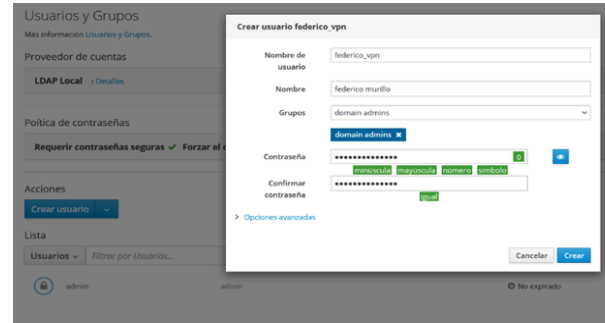 Usuarios y Grupos
Más información Usuarios y Grupos.
Proveedor de cuentas
LDAP Local > Detalles
Poítica de contraseñas
Requerir contraseñas seguras ✔ Forzar el c
Acciones
Crear usuario
Lista
Usuarios Filtrar por Usuarios...
admin admin No expirado
Crear usuario federico_vpn
Nombre de usuario federico_vpn
Nombre federico murillo
Grupos domain admins
domain admins ✖
Contraseña •••••••••••••• 0
minúscula mayúscula número símbolo
Confirmar contraseña ••••••••••••••
igual
> Opciones avanzadas
Cancelar Crear